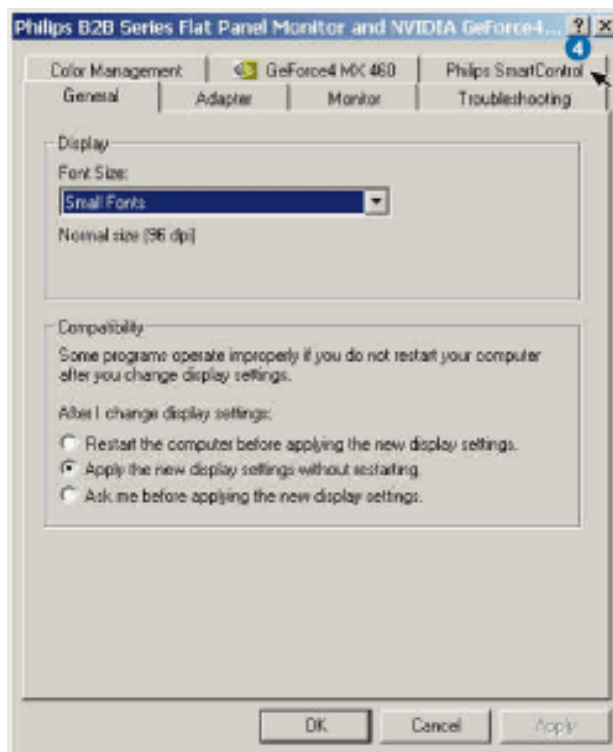 Philips B2B Series Flat Panel Monitor and NVIDIA GeForce4... ? X
4
Color Management GeForce4 MX 460 Philips SmartControl
General Adapter Monitor Troubleshooting
Display
Font Size:
Small Fonts
Normal size (96 dpi)
Compatibility
Some programs operate improperly if you do not restart your computer
after you change display settings.
After I change display settings:
Restart the computer before applying the new display settings.
Apply the new display settings without restarting.
Ask me before applying the new display settings.
OK Cancel Apply